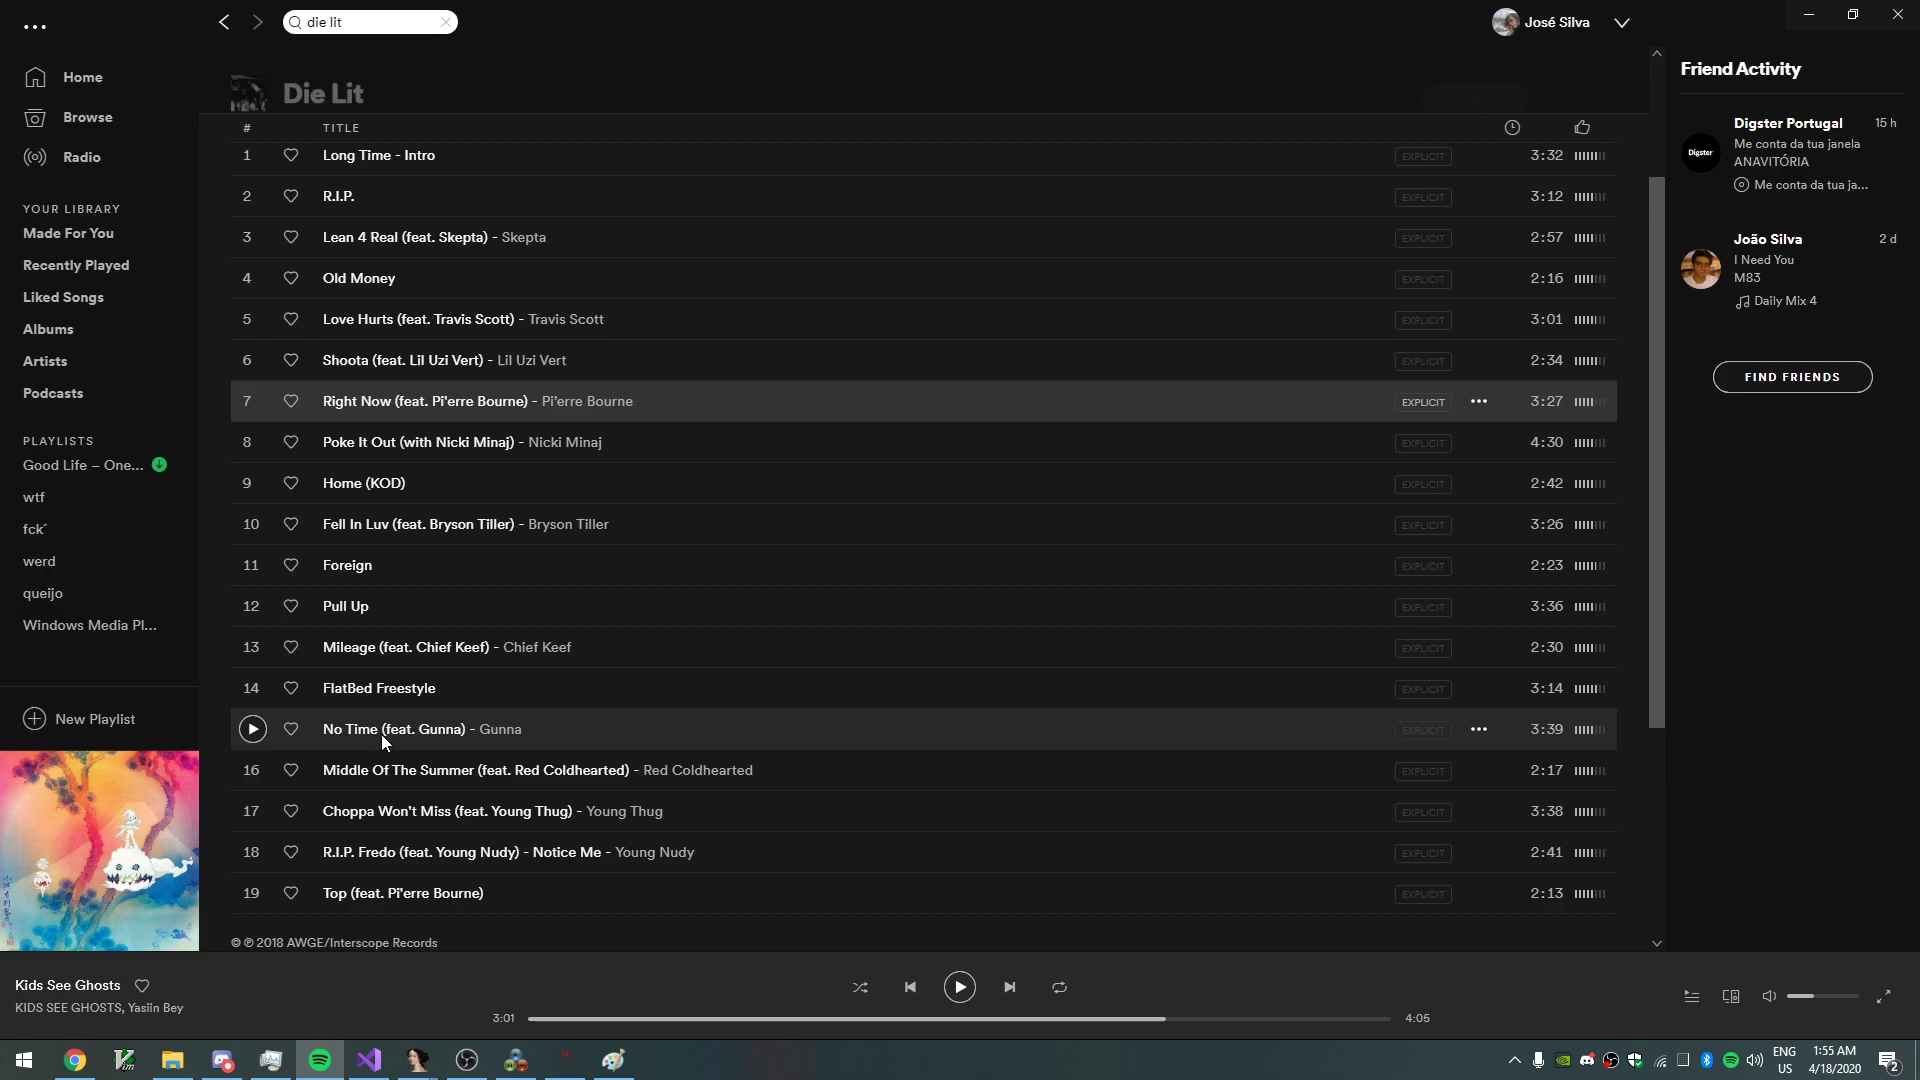 die lit
José Silva
Home
Browse
Radio
YOUR LIBRARY
Made For You
Recently Played
Liked Songs
Albums
Artists
Podcasts
PLAYLISTS
Good Life – One...
wtf
fck´
werd
queijo
Windows Media Pl...
New Playlist
Die Lit
# TITLE
1 Long Time - Intro EXPLICIT 3:32
2 R.I.P. EXPLICIT 3:12
3 Lean 4 Real (feat. Skepta) - Skepta EXPLICIT 2:57
4 Old Money EXPLICIT 2:16
5 Love Hurts (feat. Travis Scott) - Travis Scott EXPLICIT 3:01
6 Shoota (feat. Lil Uzi Vert) - Lil Uzi Vert EXPLICIT 2:34
7 Right Now (feat. Pi'erre Bourne) - Pi'erre Bourne EXPLICIT ••• 3:27
8 Poke It Out (with Nicki Minaj) - Nicki Minaj EXPLICIT 4:30
9 Home (KOD) EXPLICIT 2:42
10 Fell In Luv (feat. Bryson Tiller) - Bryson Tiller EXPLICIT 3:26
11 Foreign EXPLICIT 2:23
12 Pull Up EXPLICIT 3:36
13 Mileage (feat. Chief Keef) - Chief Keef EXPLICIT 2:30
14 FlatBed Freestyle EXPLICIT 3:14
No Time (feat. Gunna) - Gunna EXPLICIT ••• 3:39
16 Middle Of The Summer (feat. Red Coldhearted) - Red Coldhearted EXPLICIT 2:17
17 Choppa Won't Miss (feat. Young Thug) - Young Thug EXPLICIT 3:38
18 R.I.P. Fredo (feat. Young Nudy) - Notice Me - Young Nudy EXPLICIT 2:41
19 Top (feat. Pi'erre Bourne) EXPLICIT 2:13
© ℗ 2018 AWGE/Interscope Records
Friend Activity
Digster
Digster Portugal 15 h
Me conta da tua janela
ANAVITÓRIA
Me conta da tua ja...
João Silva 2 d
I Need You
M83
Daily Mix 4
FIND FRIENDS
Kids See Ghosts
KIDS SEE GHOSTS, Yasiin Bey
3:01 4:05
Vim
ENG
US
1:55 AM
4/18/2020
2